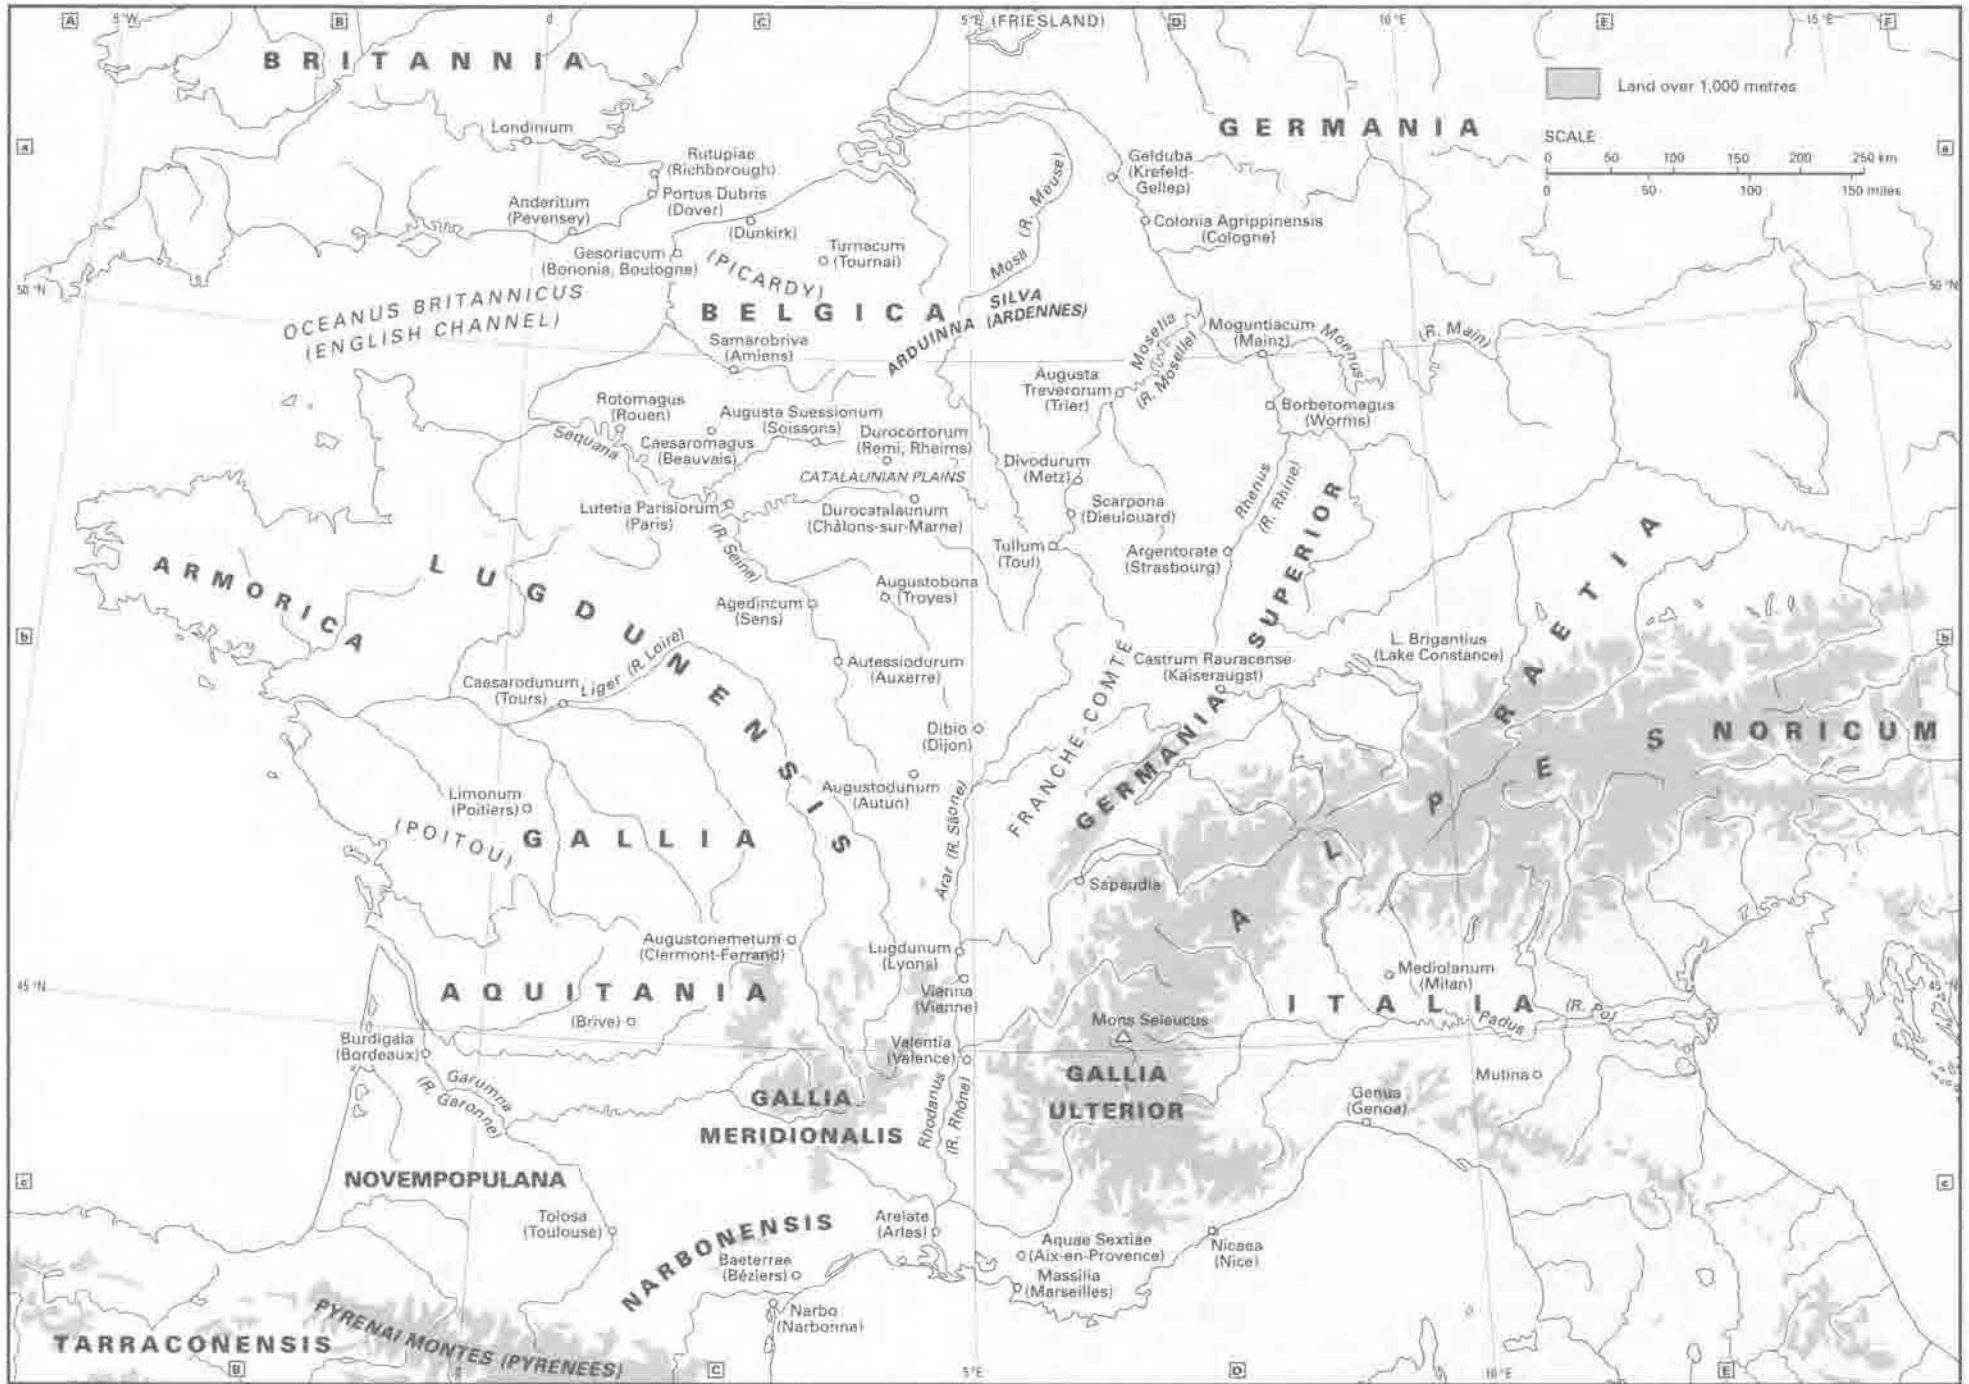 A
5°W
B
0
C
5°E
(FRIESLAND)
D
10°E
E
15°E
F
BRITANNIA
Land over 1,000 metres
GERMANIA
SCALE
0 50 100 150 200 250 km
0 50 100 150 miles
a
a
Londinium
Rutupiae
(Richborough)
Portus Dubris
(Dover)
Anderitum
(Pevensey)
(Dunkirk)
Gesoriacum
(Bononia, Boulogne)
(PICARDY)
Turnacum
(Tournai)
Mosa (R. Meuse)
Gelduba
(Krefeld-
Gellep)
Colonia Agrippinensis
(Cologne)
50°N
50°N
OCEANUS BRITANNICUS
(ENGLISH CHANNEL)
BELGICA
ARDUINNA SILVA
(ARDENNES)
Samarobriva
(Amiens)
Mosella
(R. Moselle)
Moguntiacum
(Mainz)
Moenus
(R. Main)
Augusta
Treverorum
(Trier)
Borbetomagus
(Worms)
Rotomagus
(Rouen)
Augusta Suessionum
(Soissons)
Sequana
Caesaromagus
(Beauvais)
Durocortorum
(Remi, Rheims)
CATALAUNIAN PLAINS
Divodurum
(Metz)
Scarpona
(Dieulouard)
Rhenus
(R. Rhine)
Lutetia Parisiorum
(Paris)
Durocatalaunum
(Châlons-sur-Marne)
(R. Seine)
Tullum
(Toul)
Argentorate
(Strasbourg)
ARMORICA
LUGDUNENSIS
Augustobona
(Troyes)
Agedincum
(Sens)
GERMANIA SUPERIOR
RAETIA
b
b
Liger (R. Loire)
Autessiodurum
(Auxerre)
L. Brigantius
(Lake Constance)
Castrum Rauracense
(Kaiseraugst)
Caesarodunum
(Tours)
Dibio
(Dijon)
FRANCHE-COMTÉ
NORICUM
ALPES
Augustodunum
(Autun)
Limonum
(Poitiers)
(POITOU)
GALLIA
Arar (R. Sâone)
Sapaudia
Augustonemetum
(Clermont-Ferrand)
Lugdunum
(Lyons)
Mediolanum
(Milan)
45°N
45°N
AQUITANIA
Vienna
(Vienne)
ITALIA
Padus
(R. Po)
(Brive)
Mons Seleucus
Burdigala
(Bordeaux)
Valentia
(Valence)
Garumna
(R. Garonne)
GALLIA
MERIDIONALIS
Rhodanus
(R. Rhône)
GALLIA
ULTERIOR
Mutina
Genua
(Genoa)
c
c
NOVEMPOPULANA
Tolosa
(Toulouse)
NARBONENSIS
Arelate
(Arles)
Aquae Sextiae
(Aix-en-Provence)
Nicaea
(Nice)
Baeterrae
(Béziers)
Massilia
(Marseilles)
Narbo
(Narbonne)
PYRENAI MONTES (PYRENEES)
TARRACONENSIS
B
0
C
5°E
D
10°E
E